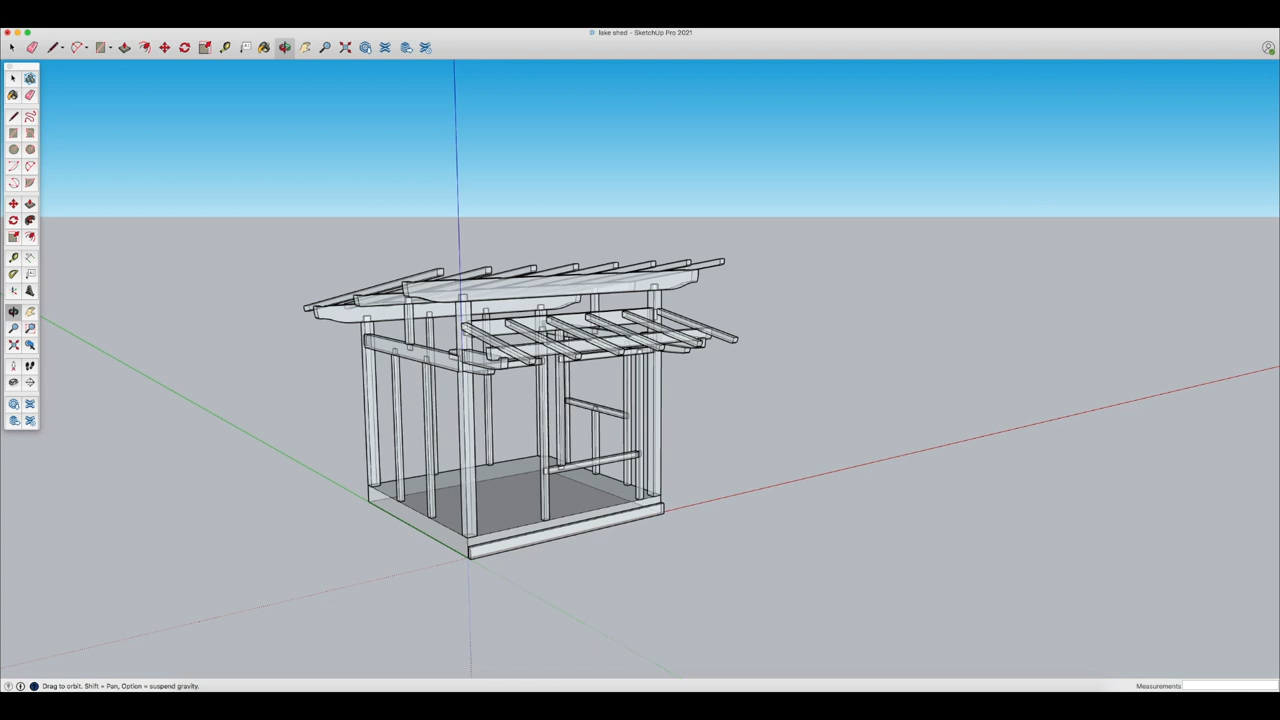 lake shed - SketchUp Pro 2021
Drag to orbit. Shift = Pan, Option = suspend gravity.
Measurements